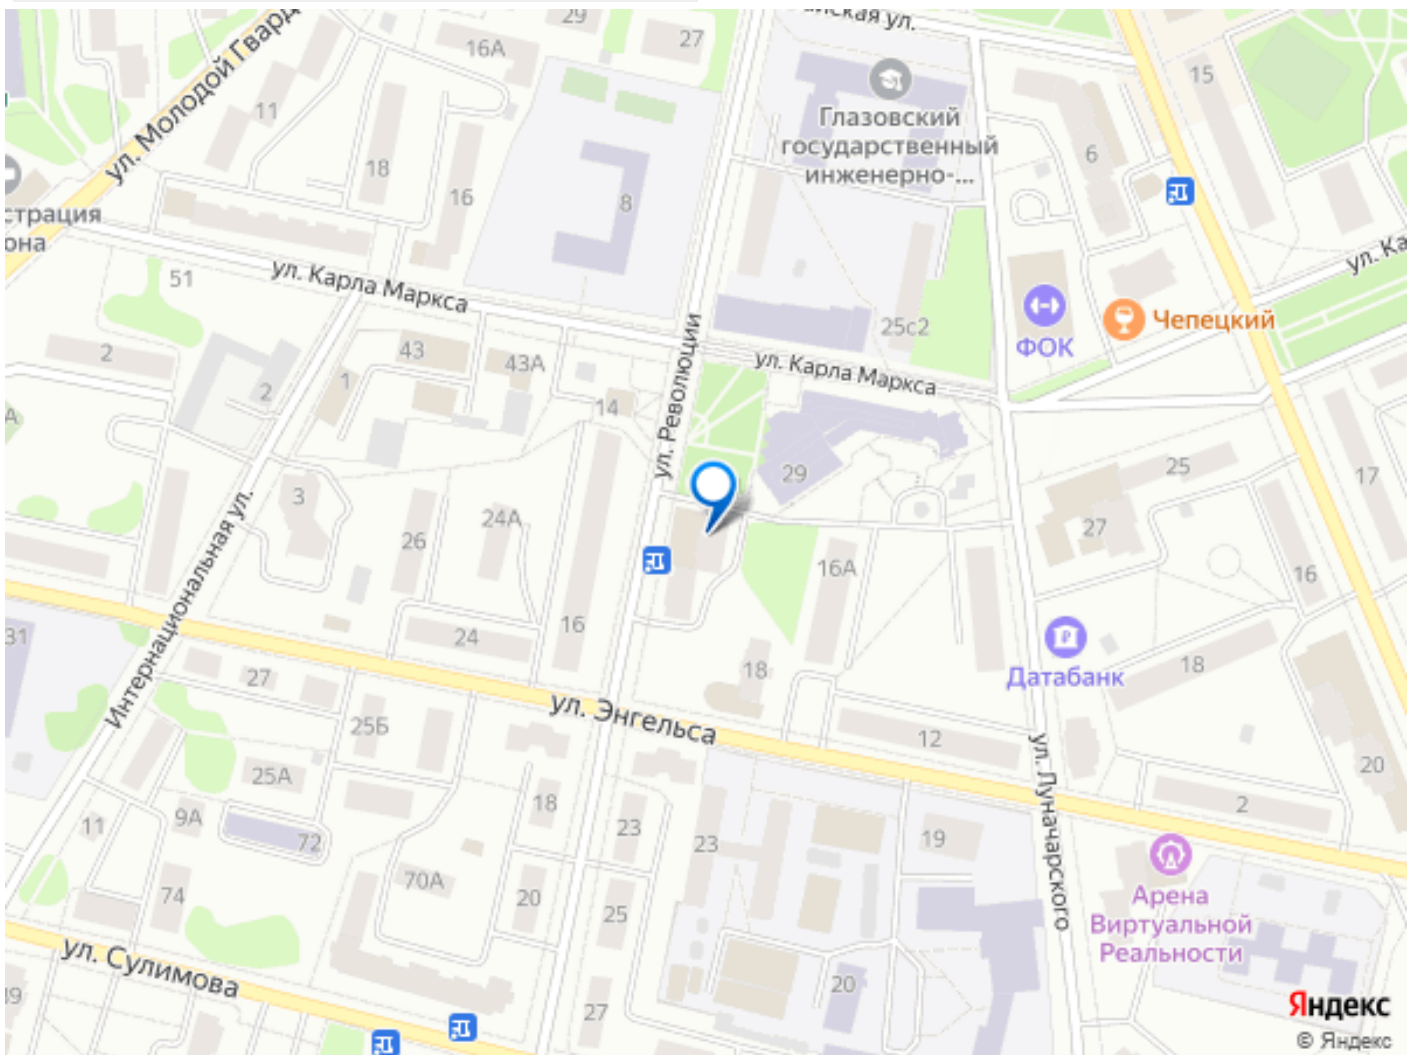 29
27
йская ул.
16А
15
ул. Молодой Гвард
11
Глазовский
государственный
инженерно-...
6
18
16
8
страция
она
ул. Ка
51
ул. Карла Маркса
25с2
Чепецкий
ФОК
2
43
43А
ул. Революции
ул. Карла Маркса
1
2
14
А
29
25
17
3
24А
27
26
Интернациональная ул.
16А
16
31
24
16
18
Датабанк
18
27
25Б
ул. Энгельса
12
ул. Луначарского
20
25А
18
2
9А
11
72
23
23
19
70А
74
20
25
Арена
Виртуальной
Реальности
ул. Сулимова
20
27
Яндекс
© Яндекс